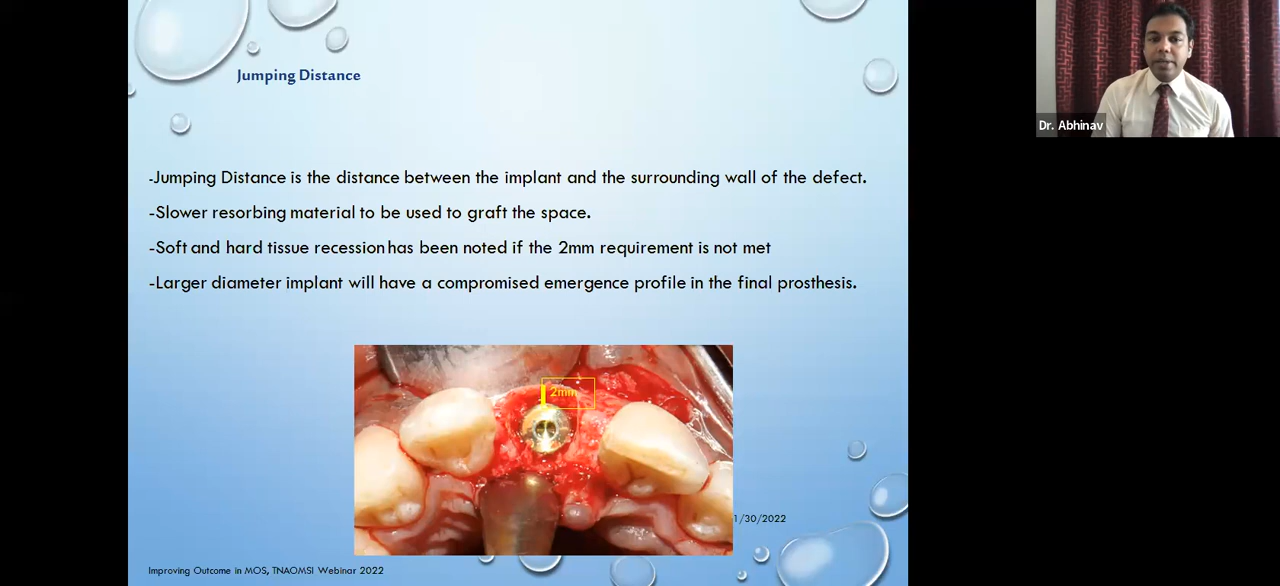 Jumping Distance
Dr. Abhinav
-Jumping Distance is the distance between the implant and the surrounding wall of the defect.
-Slower resorbing material to be used to graft the space.
-Soft and hard tissue recession has been noted if the 2mm requirement is not met
-Larger diameter implant will have a compromised emergence profile in the final prosthesis.
2mm
1/30/2022
Improving Outcome in MOS, TNAOMSI Webinar 2022